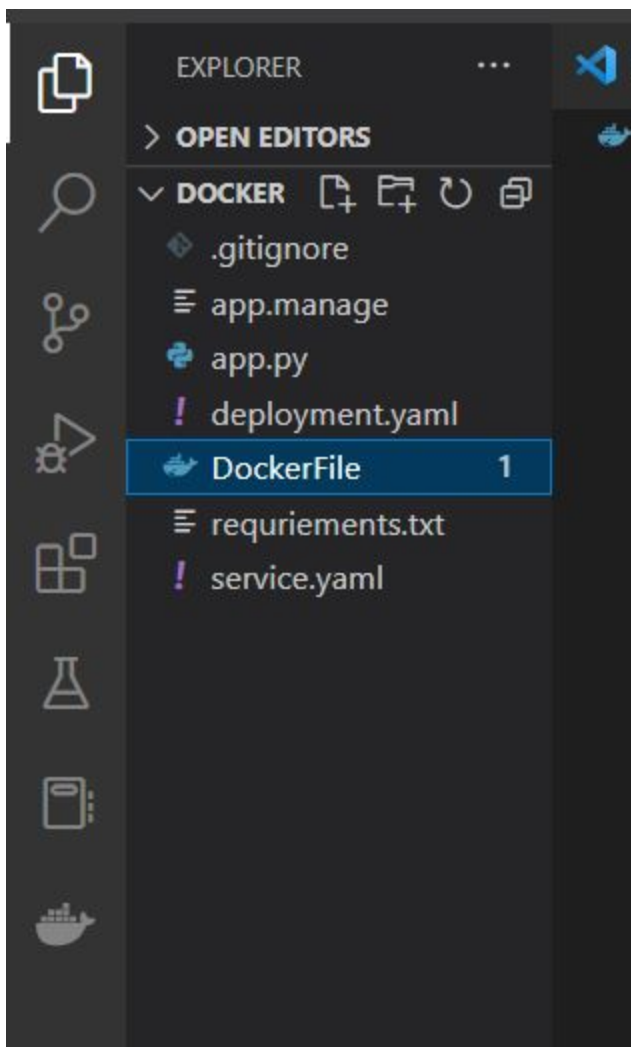 EXPLORER ...
OPEN EDITORS
DOCKER
.gitignore
app.manage
app.py
! deployment.yaml
DockerFile 1
requriements.txt
! service.yaml